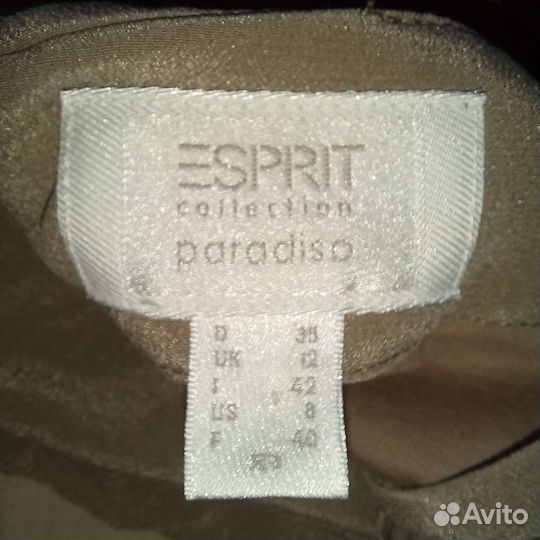 ESPRIT
collection
paradiso
D 38
UK 12
I 42
US 8
F 40
Avito